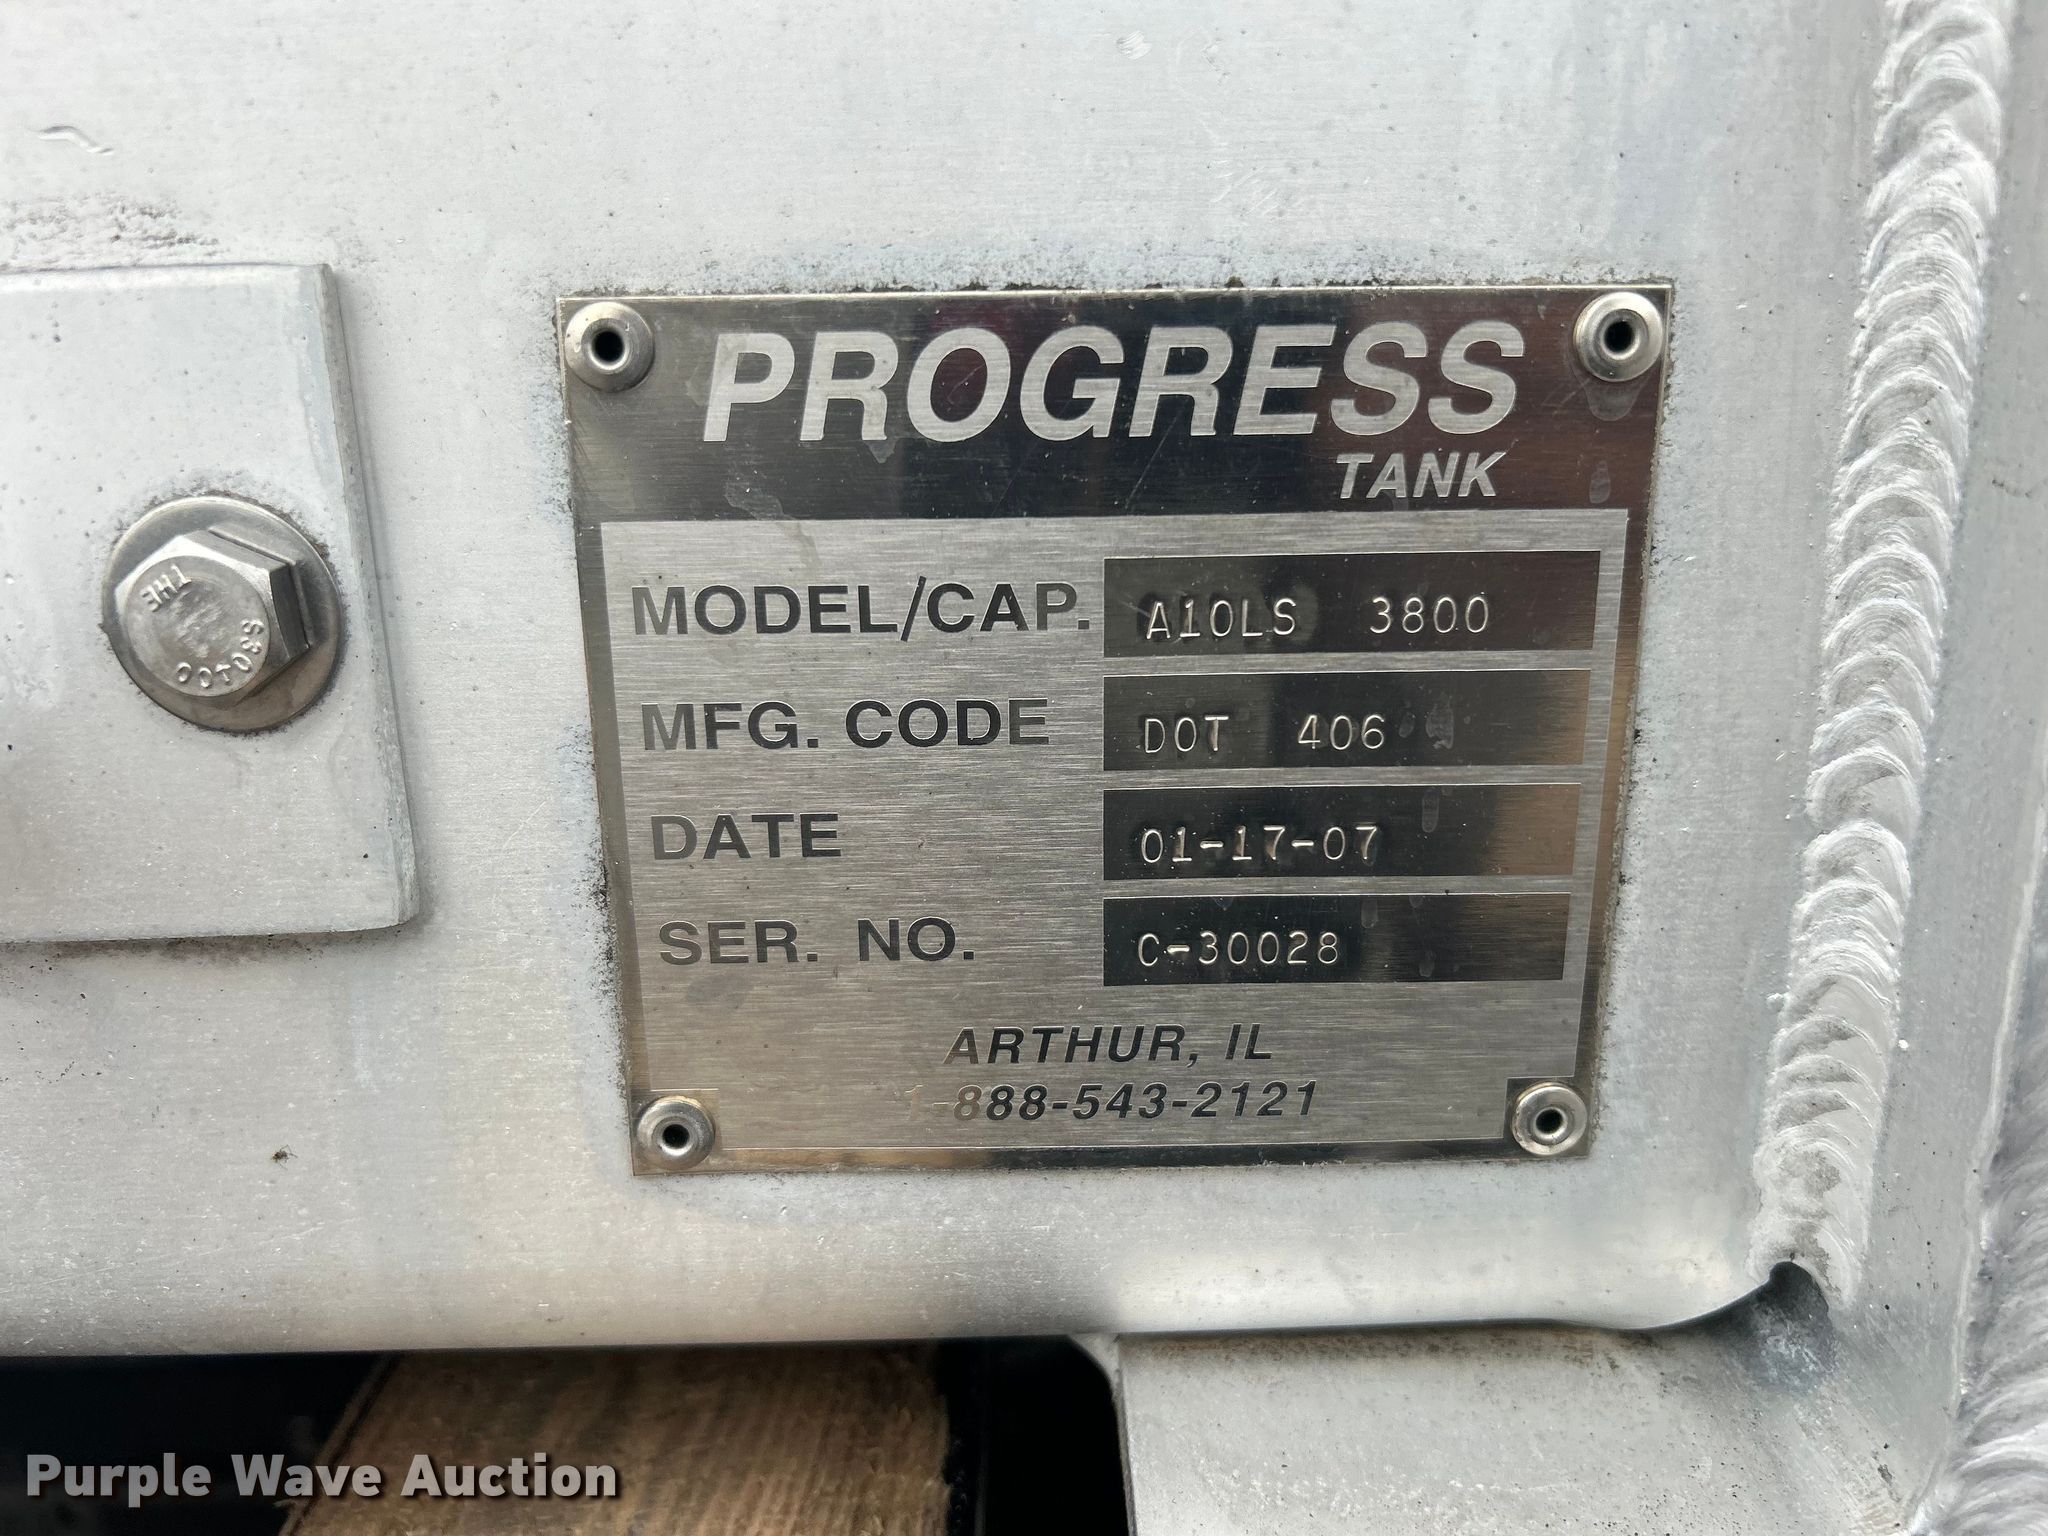 PROGRESS
TANK
MODEL/CAP. A10LS 3800
MFG. CODE DOT 406
DATE 01-17-07
SER. NO. C-30028
ARTHUR, IL
1-888-543-2121
THE
Purple Wave Auction